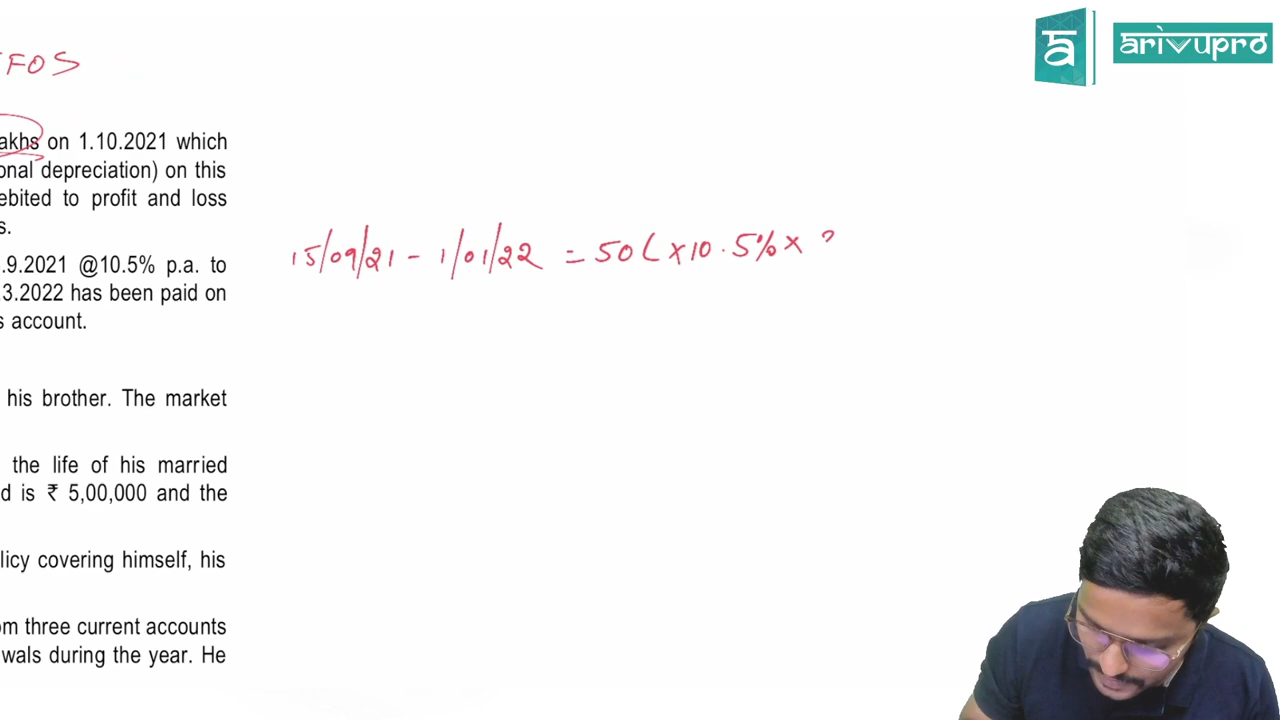 FOS
arivupro
akhs on 1.10.2021 which
onal depreciation) on this
ebited to profit and loss
s.
15/09/21 - 1/01/22 = 50L × 10.5% ×
.9.2021 @10.5% p.a. to
.3.2022 has been paid on
s account.
his brother. The market
the life of his married
d is ₹ 5,00,000 and the
licy covering himself, his
om three current accounts
wals during the year. He